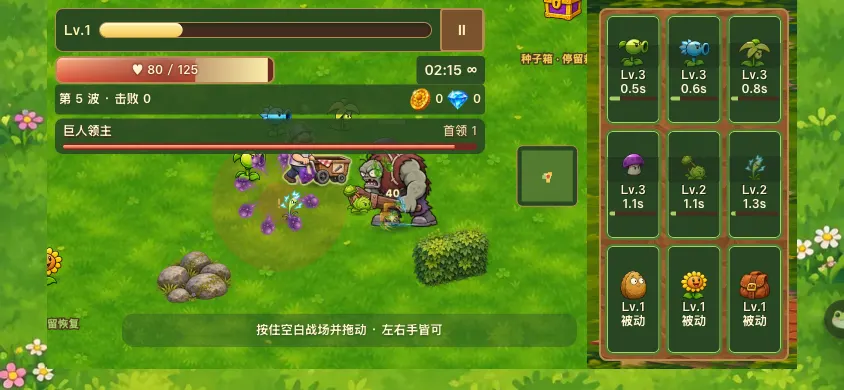 Lv.1
80 / 125
02:15 ∞
第 5 波 · 击败 0
0
0
巨人领主
首领 1
40
种子箱 · 停留
留恢复
按住空白战场并拖动 · 左右手皆可
Lv.3
0.5s
Lv.3
0.6s
Lv.3
0.8s
Lv.3
1.1s
Lv.2
1.1s
Lv.2
1.3s
Lv.1
被动
Lv.1
被动
Lv.1
被动